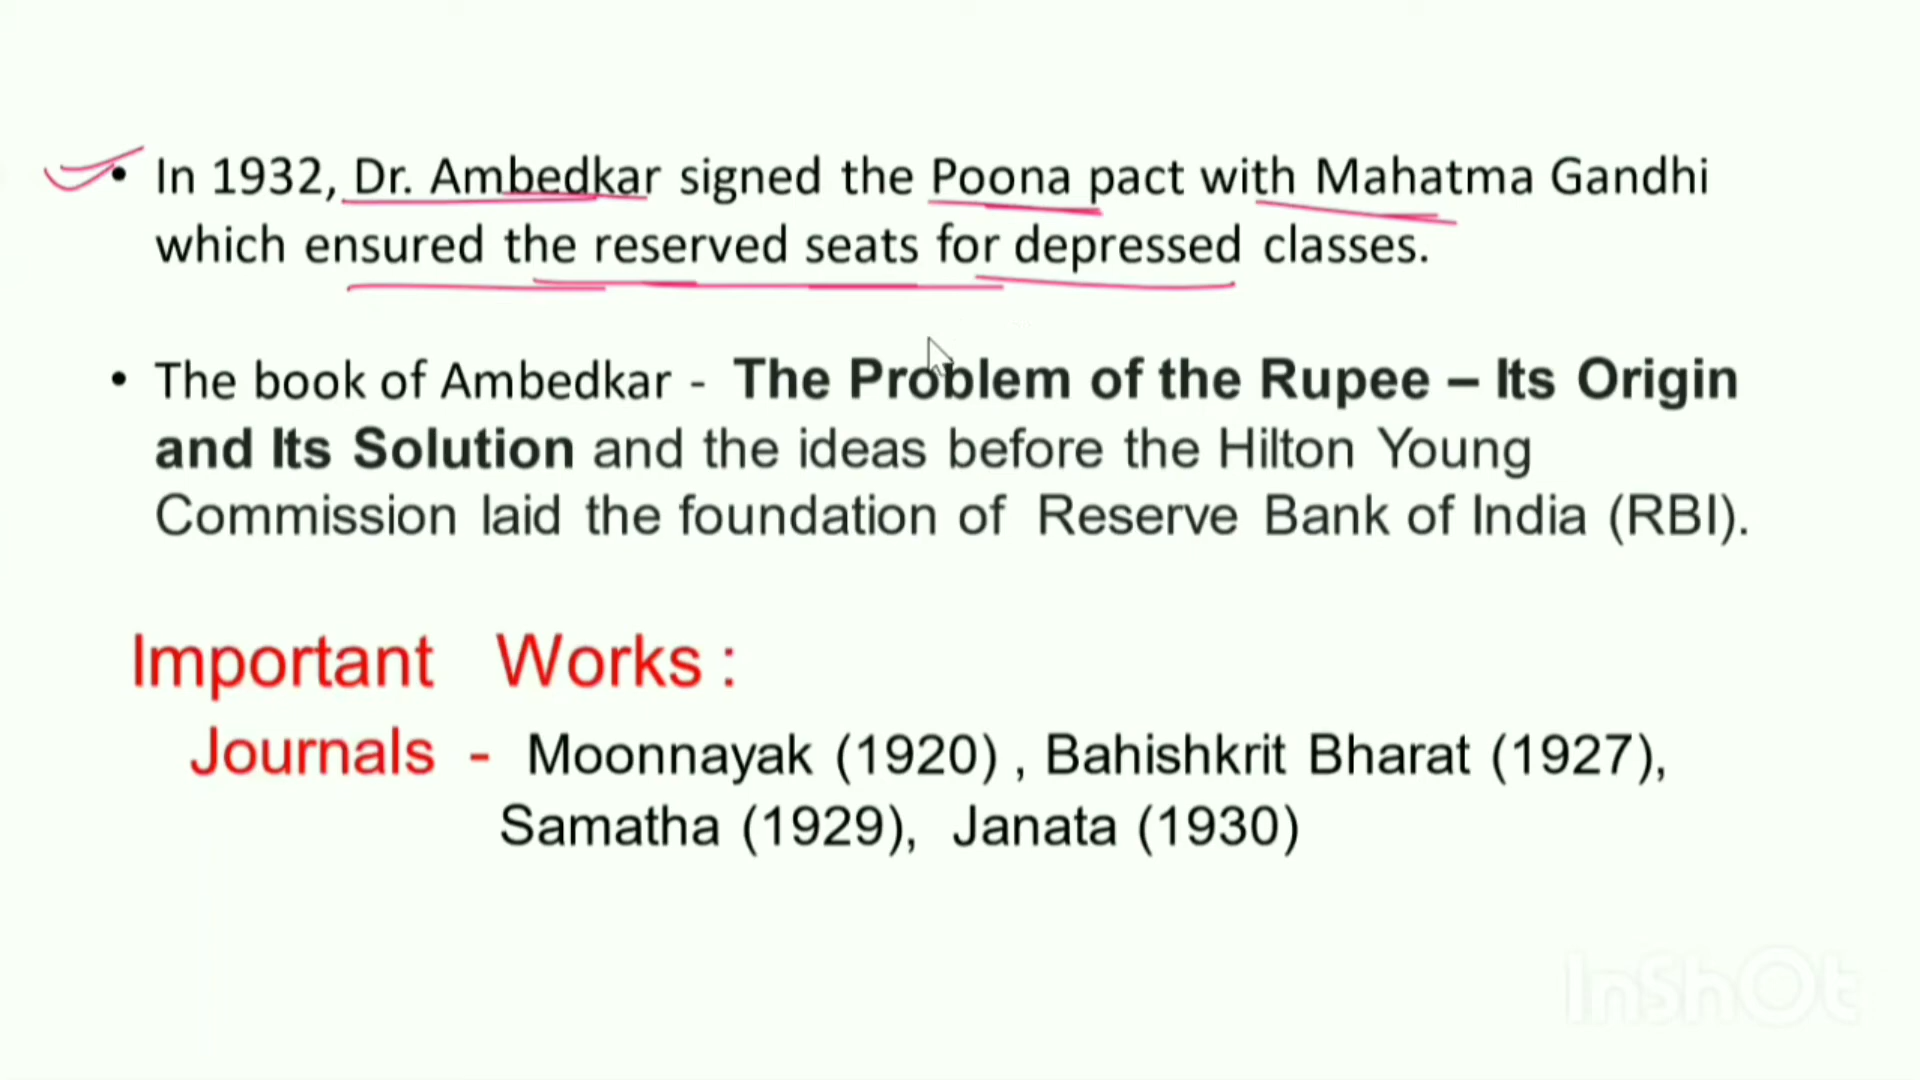 • In 1932, Dr. Ambedkar signed the Poona pact with Mahatma Gandhi
which ensured the reserved seats for depressed classes.
• The book of Ambedkar - The Problem of the Rupee – Its Origin
and Its Solution and the ideas before the Hilton Young
Commission laid the foundation of Reserve Bank of India (RBI).
Important Works :
Journals - Moonnayak (1920) , Bahishkrit Bharat (1927),
Samatha (1929), Janata (1930)
InShOt